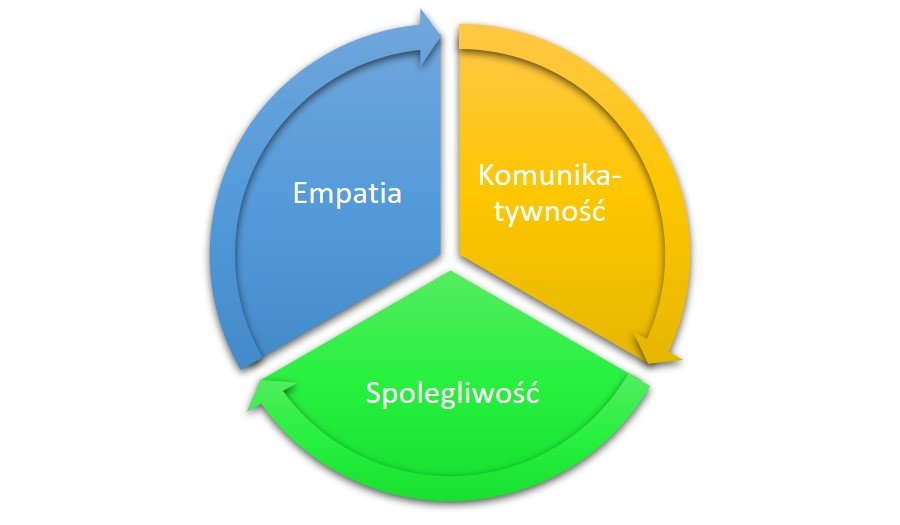 Empatia
Komunika-
tywność
Spolegliwość